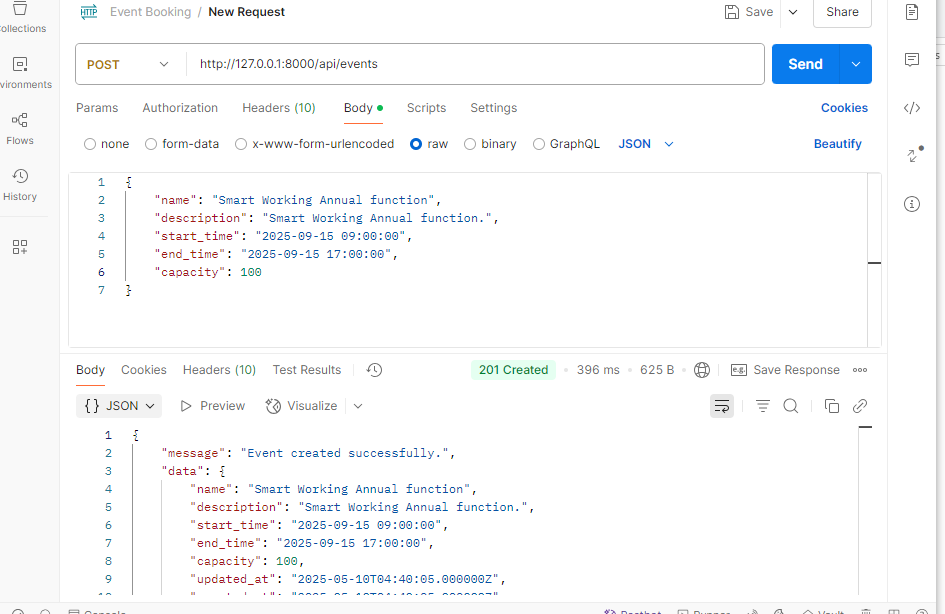 HTTP Event Booking / New Request Save Share
ollections
POST http://127.0.0.1:8000/api/events Send
vironments
Params Authorization Headers (10) Body Scripts Settings Cookies
Flows
none form-data x-www-form-urlencoded raw binary GraphQL JSON Beautify
History
1 {
2 "name": "Smart Working Annual function",
3 "description": "Smart Working Annual function.",
4 "start_time": "2025-09-15 09:00:00",
5 "end_time": "2025-09-15 17:00:00",
6 "capacity": 100
7 }
Body Cookies Headers (10) Test Results 201 Created 396 ms 625 B e.g. Save Response
{} JSON Preview Visualize
1 {
2 "message": "Event created successfully.",
3 "data": {
4 "name": "Smart Working Annual function",
5 "description": "Smart Working Annual function.",
6 "start_time": "2025-09-15 09:00:00",
7 "end_time": "2025-09-15 17:00:00",
8 "capacity": 100,
9 "updated_at": "2025-05-10T04:40:05.000000Z",
Console Postbot Runner Vault